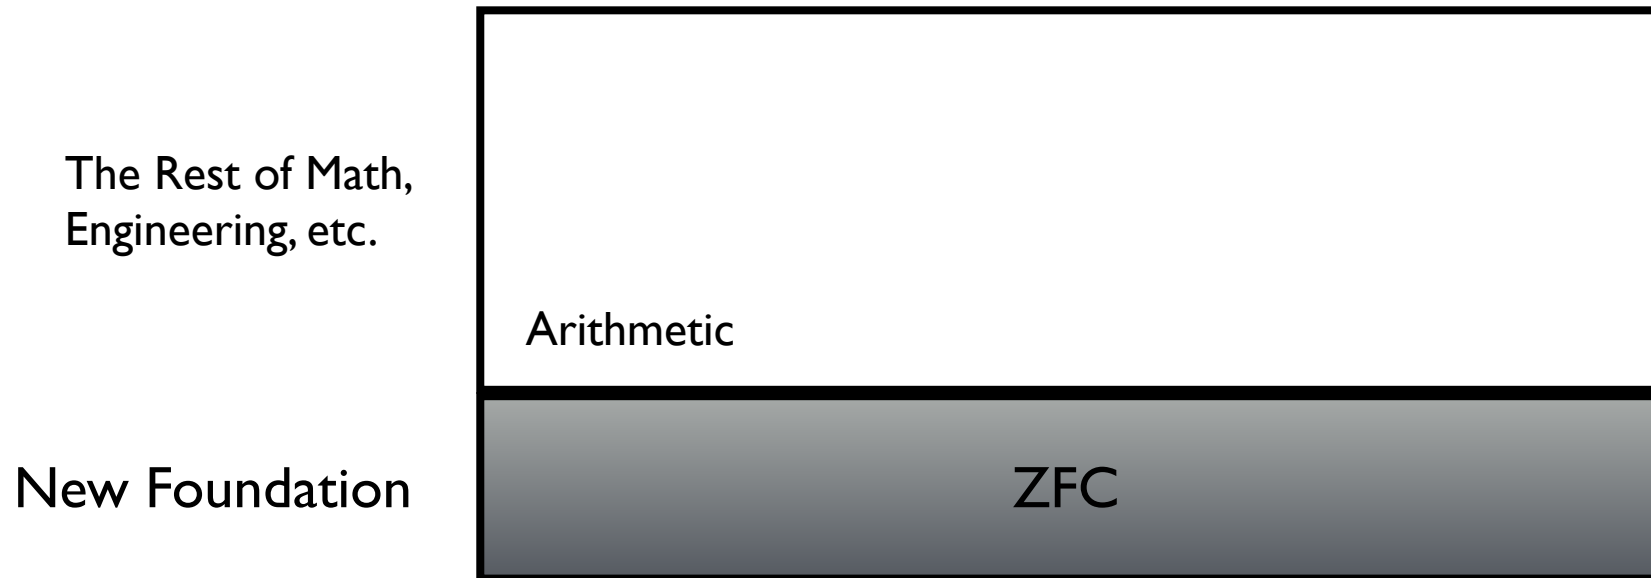 The Rest of Math,
Engineering, etc.
Arithmetic
New Foundation
ZFC